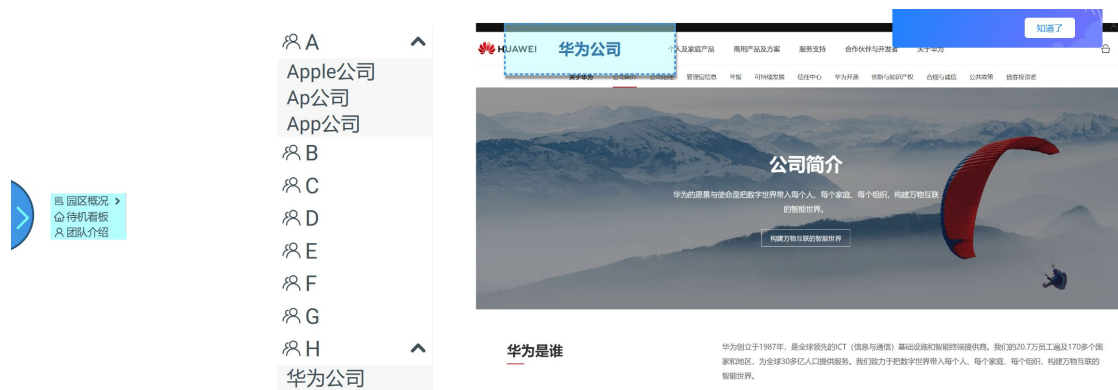 园区概况
待机看板
团队介绍
A
Apple公司
Ap公司
App公司
B
C
D
E
F
G
H
华为公司
知道了
HUAWEI
华为公司
个人及家庭产品 商用产品及方案 服务支持 合作伙伴与开发者 关于华为
关于华为 公司简介 公司治理 管理层信息 年报 可持续发展 信任中心 华为开源 创新与知识产权 合规与诚信 公共政策 债券投资者
公司简介
华为的愿景与使命是把数字世界带入每个人、每个家庭、每个组织，构建万物互联
的智能世界。
构建万物互联的智能世界
华为是谁
华为创立于1987年，是全球领先的ICT（信息与通信）基础设施和智能终端提供商。我们的20.7万员工遍及170多个国
家和地区，为全球30多亿人口提供服务。我们致力于把数字世界带入每个人、每个家庭、每个组织，构建万物互联的
智能世界。